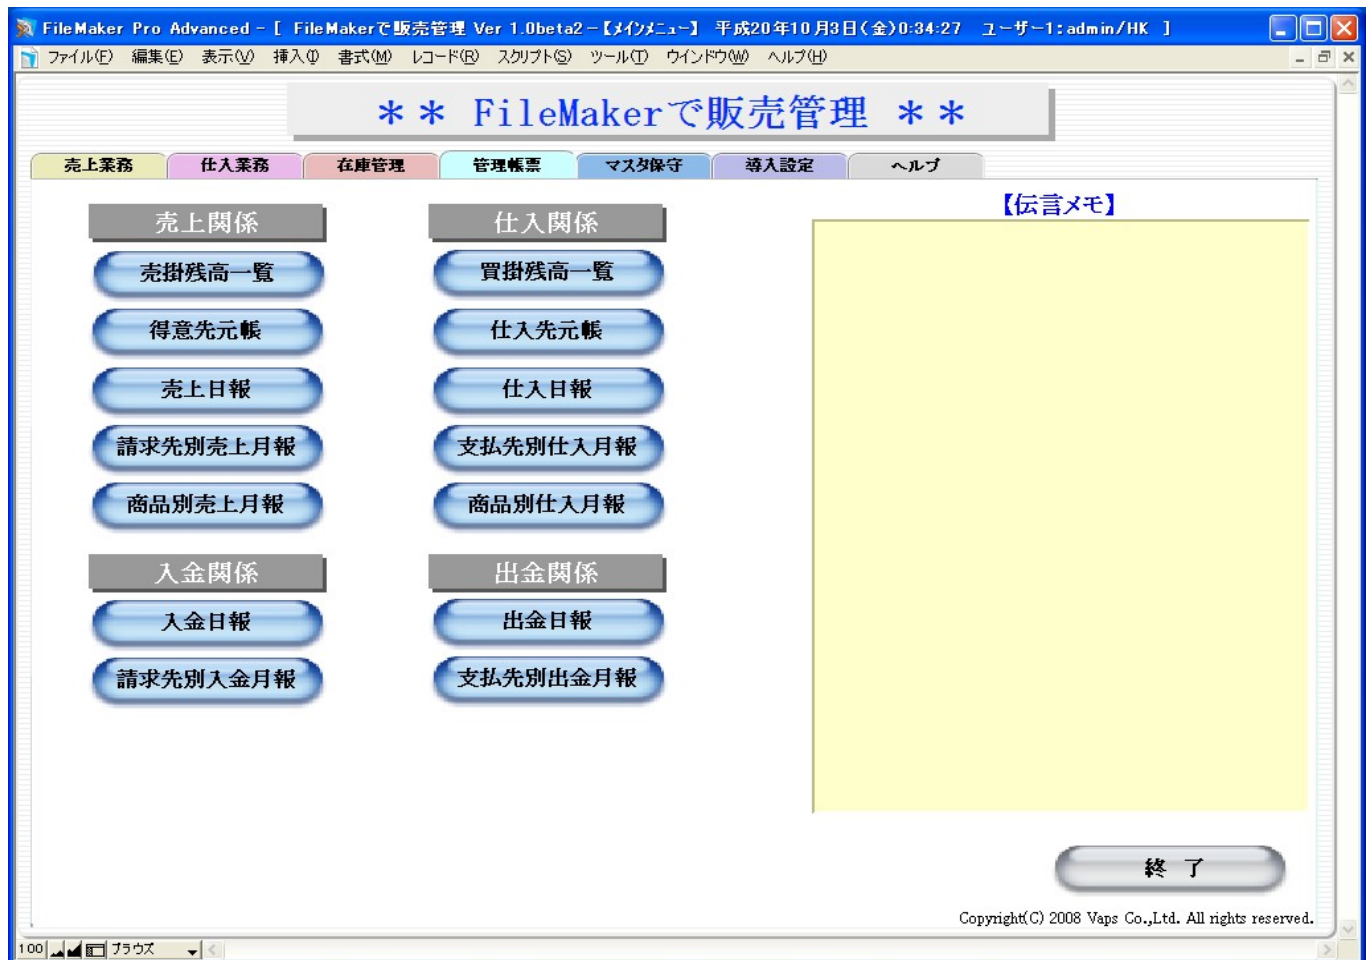 FileMaker Pro Advanced - [ FileMakerで販売管理 Ver 1.0beta2－【ﾒｲﾝﾒﾆｭｰ】 平成20年10月3日(金)0:34:27 ユーザー1:admin/HK ]
ファイル(F) 編集(E) 表示(V) 挿入(I) 書式(M) レコード(R) スクリプト(S) ツール(T) ウインドウ(W) ヘルプ(H)
＊＊ FileMakerで販売管理 ＊＊
売上業務 仕入業務 在庫管理 管理帳票 マスタ保守 導入設定 ヘルプ
【伝言メモ】
売上関係 仕入関係
売掛残高一覧 買掛残高一覧
得意先元帳 仕入先元帳
売上日報 仕入日報
請求先別売上月報 支払先別仕入月報
商品別売上月報 商品別仕入月報
入金関係 出金関係
入金日報 出金日報
請求先別入金月報 支払先別出金月報
終 了
Copyright(C) 2008 Vaps Co.,Ltd. All rights reserved.
100 ブラウズ